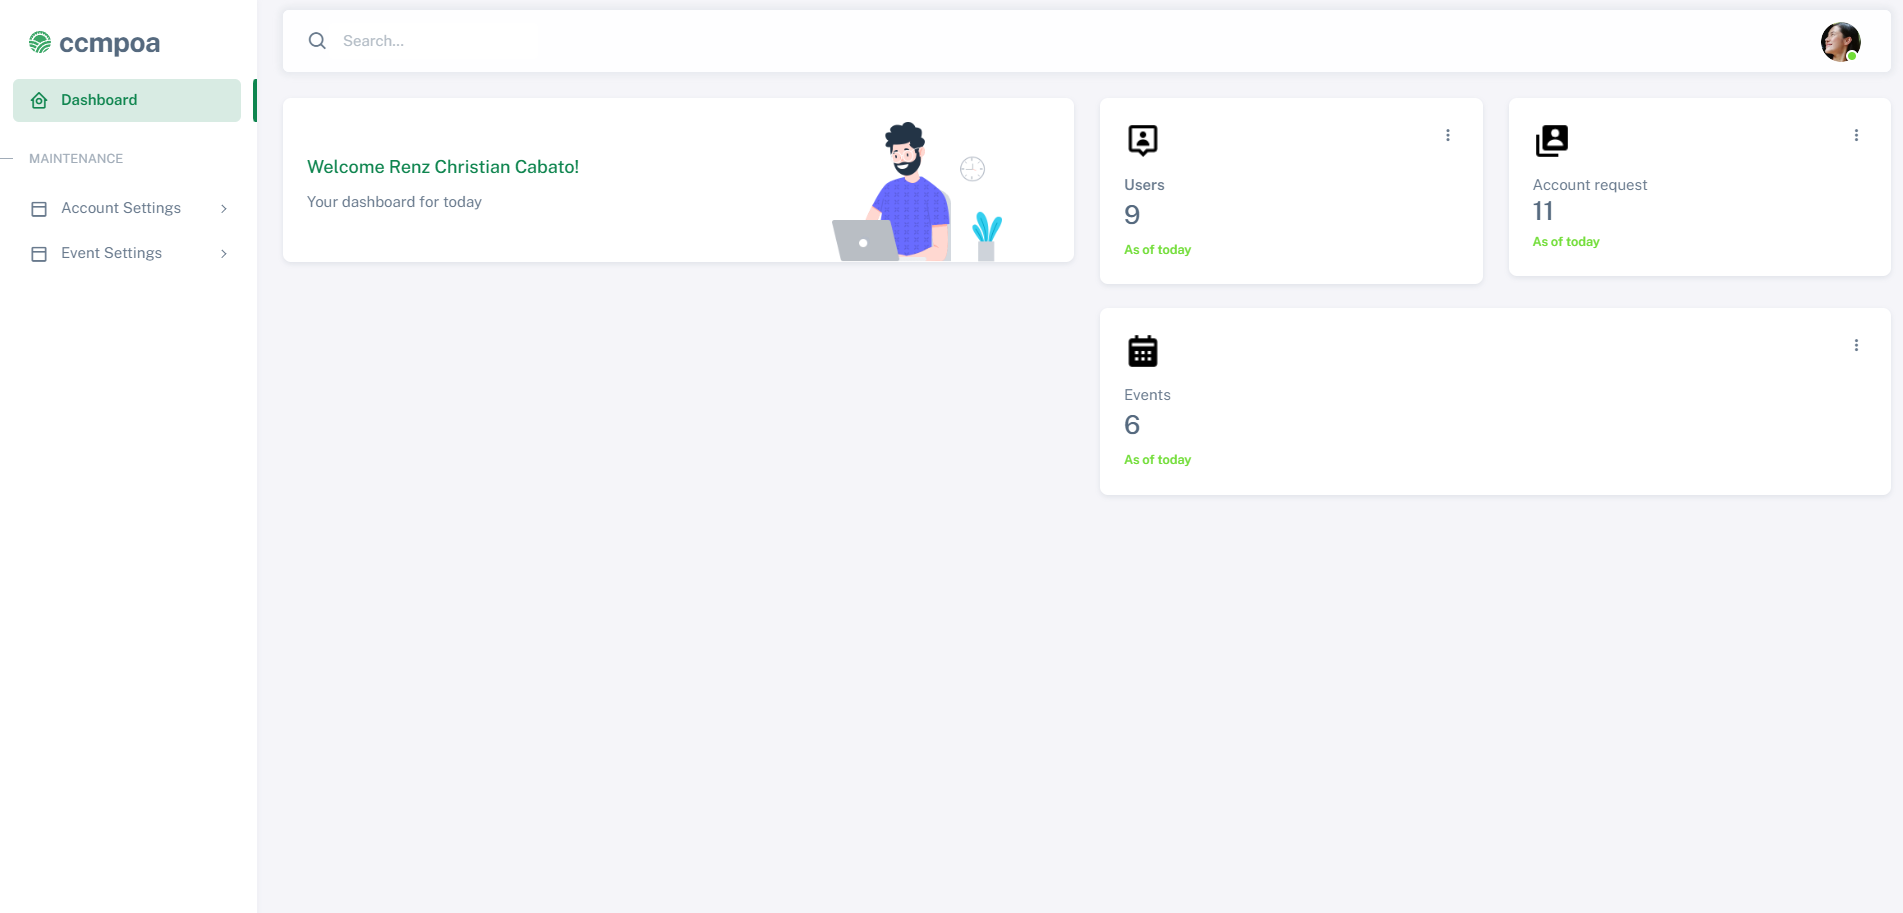 ccmpoa
Dashboard
MAINTENANCE
Account Settings
Event Settings
Search...
Welcome Renz Christian Cabato!
Your dashboard for today
Users
9
As of today
Account request
11
As of today
Events
6
As of today